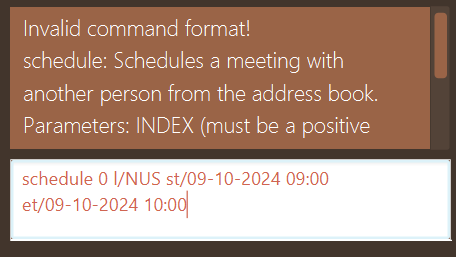 Invalid command format!
schedule: Schedules a meeting with
another person from the address book.
Parameters: INDEX (must be a positive
schedule 0 l/NUS st/09-10-2024 09:00
et/09-10-2024 10:00